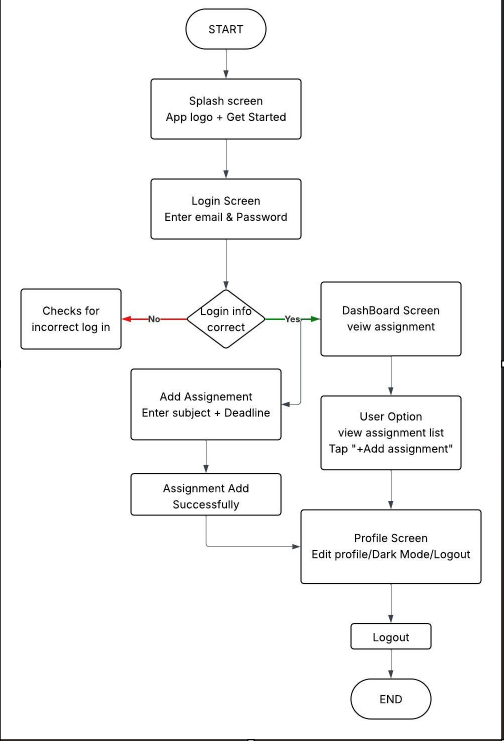 START
Splash screen
App logo + Get Started
Login Screen
Enter email & Password
Login info
correct
No
Yes
Checks for
incorrect log in
DashBoard Screen
veiw assignment
Add Assignement
Enter subject + Deadline
User Option
view assignment list
Tap "+Add assignment"
Assignment Add
Successfully
Profile Screen
Edit profile/Dark Mode/Logout
Logout
END